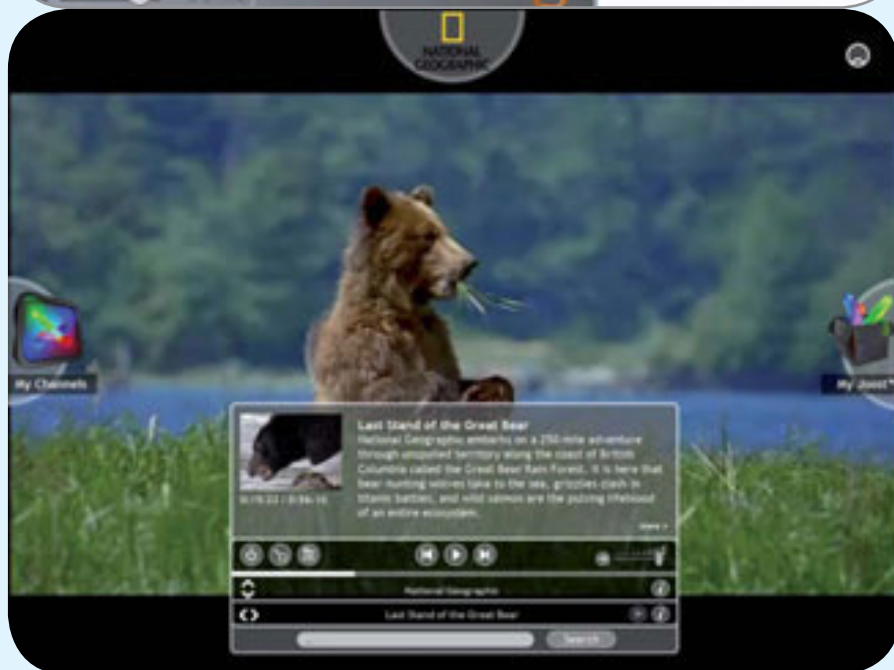 NATIONAL
GEOGRAPHIC
My Channels
My Joost™
Last Stand of the Great Bear
National Geographic embarks on a 250-mile adventure
through unspoiled territory along the coast of British
Columbia called the Great Bear Rain Forest. It is here that
bear-hunting wolves take to the sea, grizzlies clash in
titanic battles, and wild salmon are the pulsing lifeblood
of an entire ecosystem.
more >
National Geographic
Last Stand of the Great Bear
Search